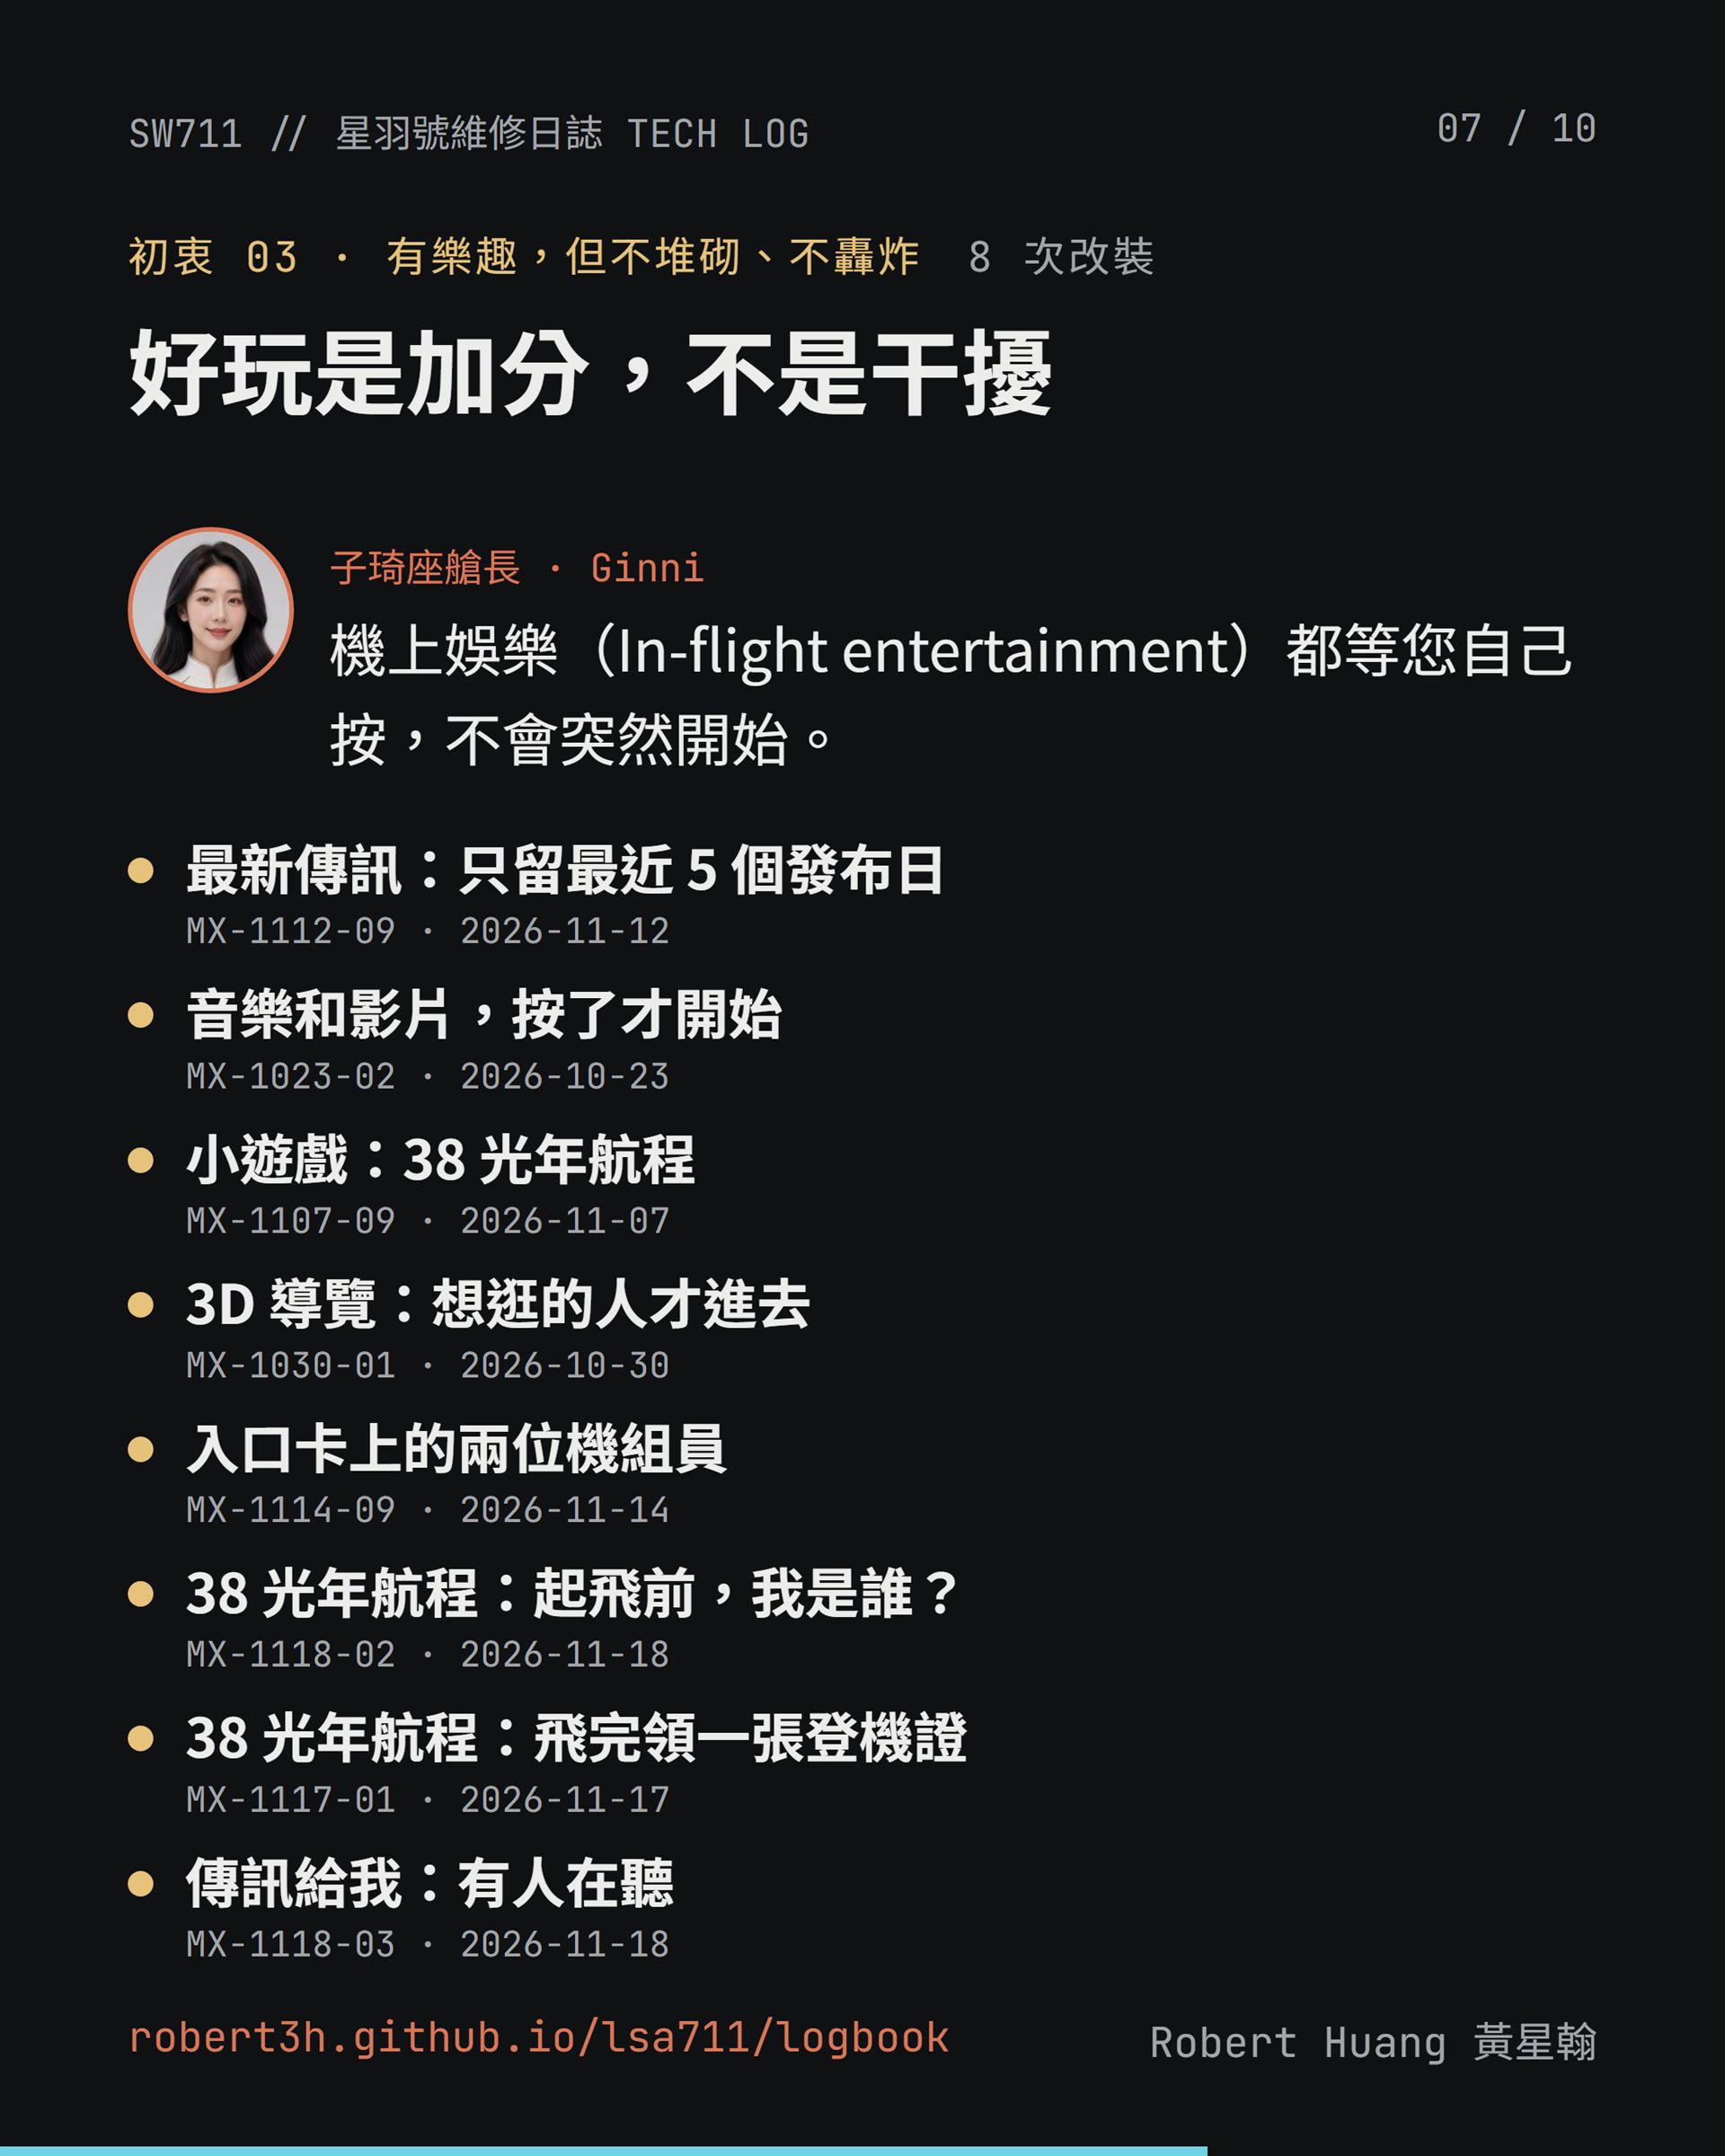 SW711 // 星羽號維修日誌 TECH LOG
07 / 10
初衷 03 · 有樂趣，但不堆砌、不轟炸 8 次改裝
好玩是加分，不是干擾
子琦座艙長 · Ginni
機上娛樂（In-flight entertainment）都等您自己
按，不會突然開始。
最新傳訊：只留最近 5 個發布日
MX-1112-09 · 2026-11-12
音樂和影片，按了才開始
MX-1023-02 · 2026-10-23
小遊戲：38 光年航程
MX-1107-09 · 2026-11-07
3D 導覽：想逛的人才進去
MX-1030-01 · 2026-10-30
入口卡上的兩位機組員
MX-1114-09 · 2026-11-14
38 光年航程：起飛前，我是誰？
MX-1118-02 · 2026-11-18
38 光年航程：飛完領一張登機證
MX-1117-01 · 2026-11-17
傳訊給我：有人在聽
MX-1118-03 · 2026-11-18
robert3h.github.io/lsa711/logbook
Robert Huang 黃星翰